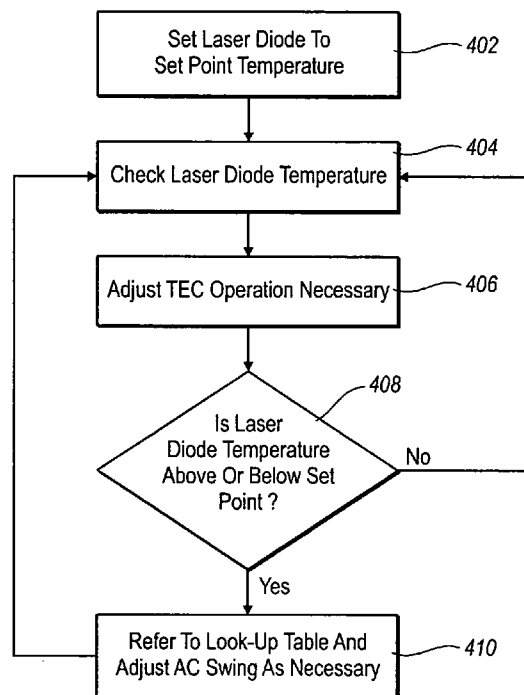 Set Laser Diode To
Set Point Temperature
402
Check Laser Diode Temperature
404
Adjust TEC Operation Necessary
406
Is Laser
Diode Temperature
Above Or Below Set
Point ?
408
No
Yes
Refer To Look-Up Table And
Adjust AC Swing As Necessary
410